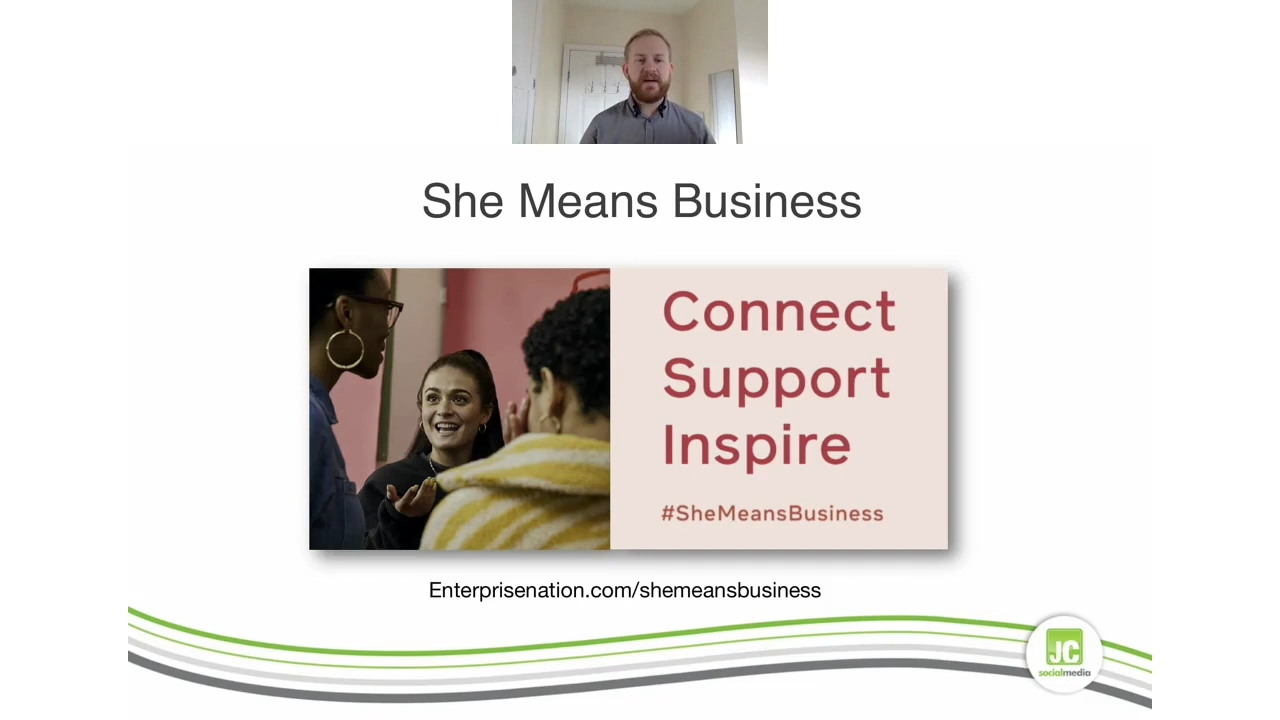 She Means Business
Connect
Support
Inspire
#SheMeansBusiness
Enterprisenation.com/shemeansbusiness
JC
socialmedia